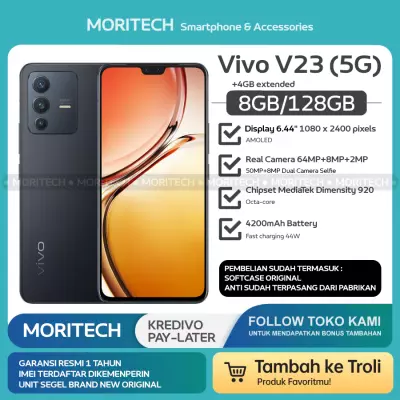 MORITECH Smartphone & Accessories
Vivo V23 (5G)
+4GB extended
8GB/128GB
Display 6.44" 1080 x 2400 pixels
AMOLED
Real Camera 64MP+8MP+2MP
50MP+8MP Dual Camera Selfie
MORITECH MORITECH MORITECH MORITECH
Chipset MediaTek Dimensity 920
Octa-core
4200mAh Battery
Fast charging 44W
vivo
PEMBELIAN SUDAH TERMASUK :
SOFTCASE ORIGINAL
ANTI SUDAH TERPASANG DARI PABRIKAN
MORITECH
KREDIVO
PAY-LATER
FOLLOW TOKO KAMI
UNTUK MENDAPATKAN BONUS TAMBAHAN
GARANSI RESMI 1 TAHUN
IMEI TERDAFTAR DIKEMENPERIN
UNIT SEGEL BRAND NEW ORIGINAL
Tambah ke Troli
Produk Favoritmu!